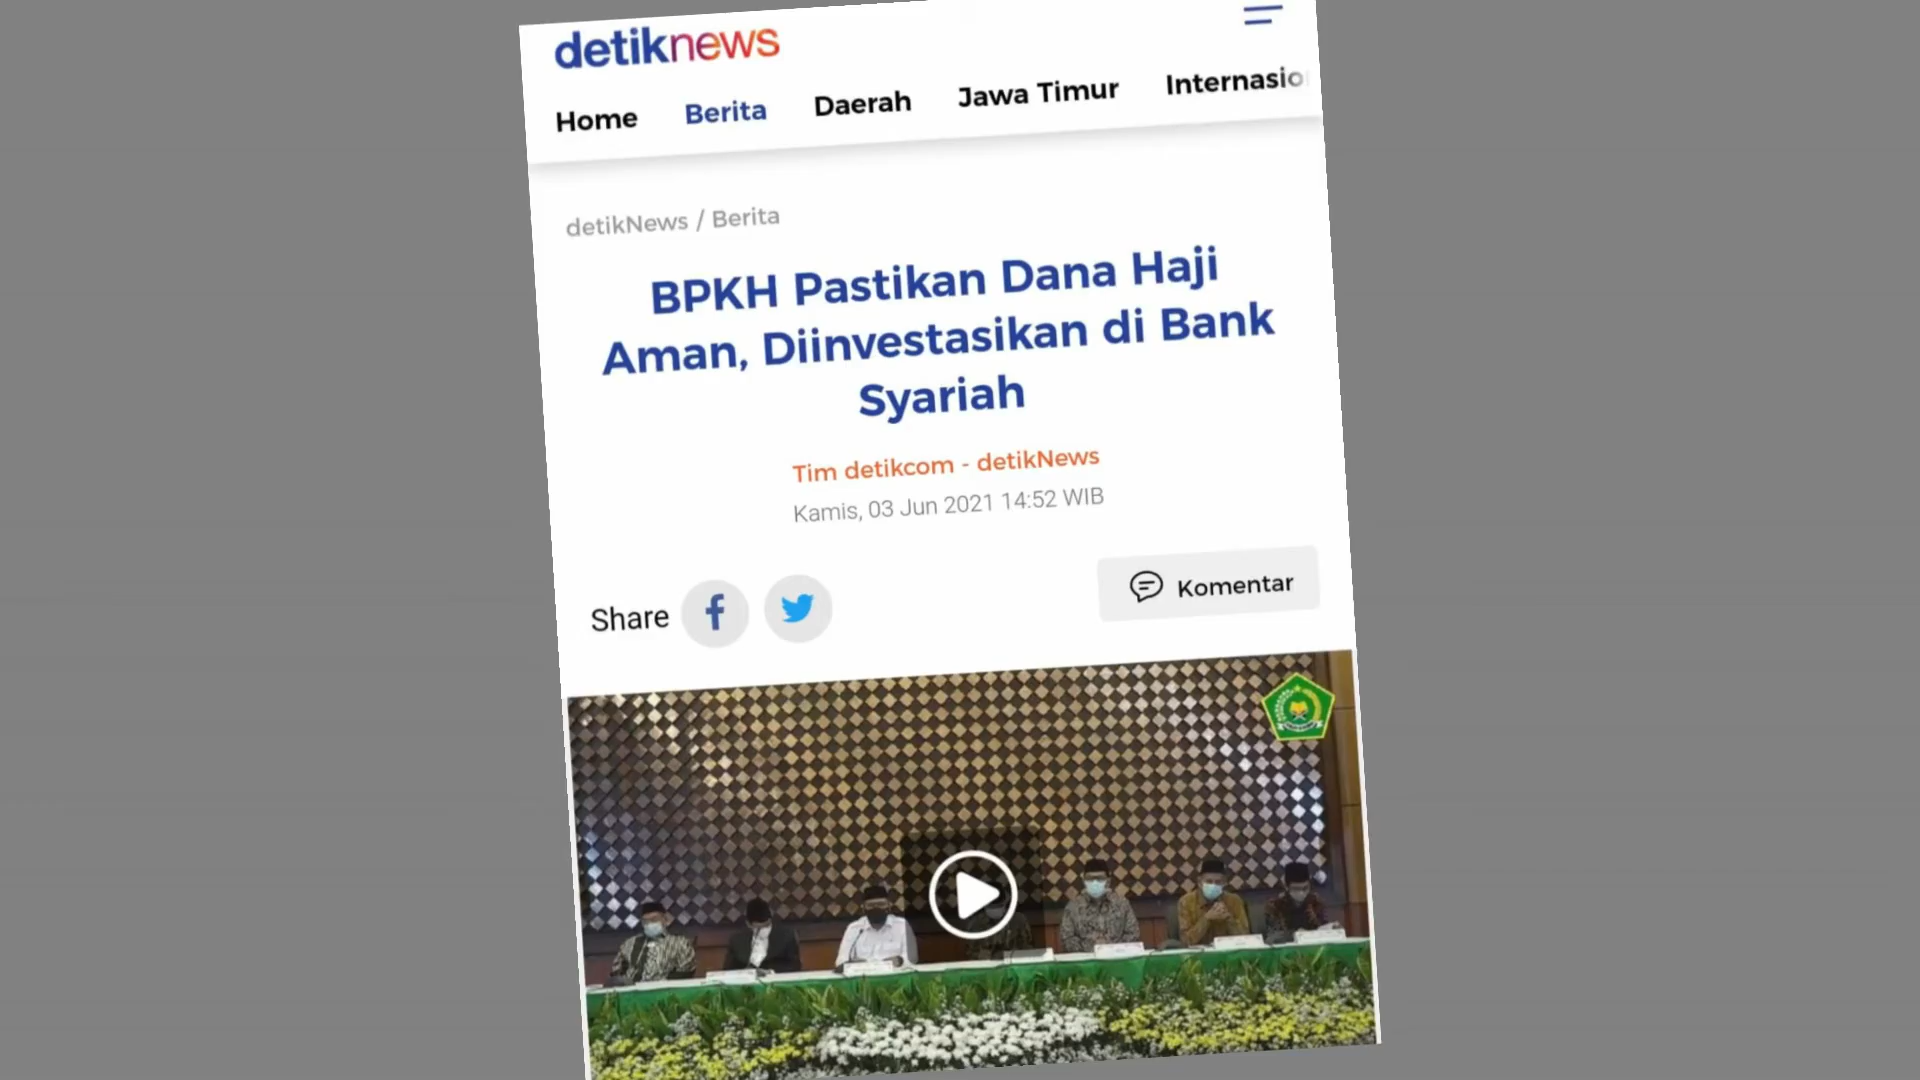 detiknews
Home Berita Daerah Jawa Timur Internasio
detikNews / Berita
BPKH Pastikan Dana Haji
Aman, Diinvestasikan di Bank
Syariah
Tim detikcom - detikNews
Kamis, 03 Jun 2021 14:52 WIB
Share
Komentar